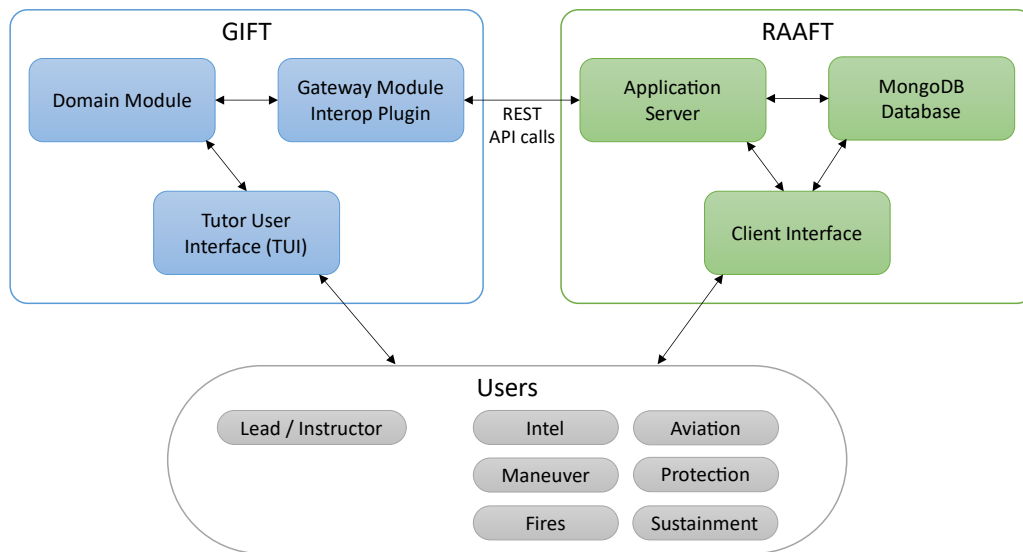 GIFT
Domain Module
Gateway Module
Interop Plugin
Tutor User
Interface (TUI)
REST
API calls
RAAFT
Application
Server
MongoDB
Database
Client Interface
Users
Lead / Instructor
Intel
Aviation
Maneuver
Protection
Fires
Sustainment